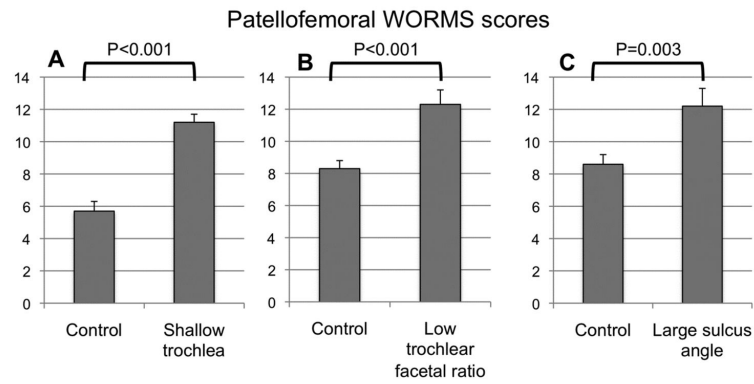 Patellofemoral WORMS scores
A
P<0.001
14
12
10
8
6
4
2
0
Control
Shallow
trochlea
B
P<0.001
14
12
10
8
6
4
2
0
Control
Low
trochlear
facetal ratio
C
P=0.003
14
12
10
8
6
4
2
0
Control
Large sulcus
angle